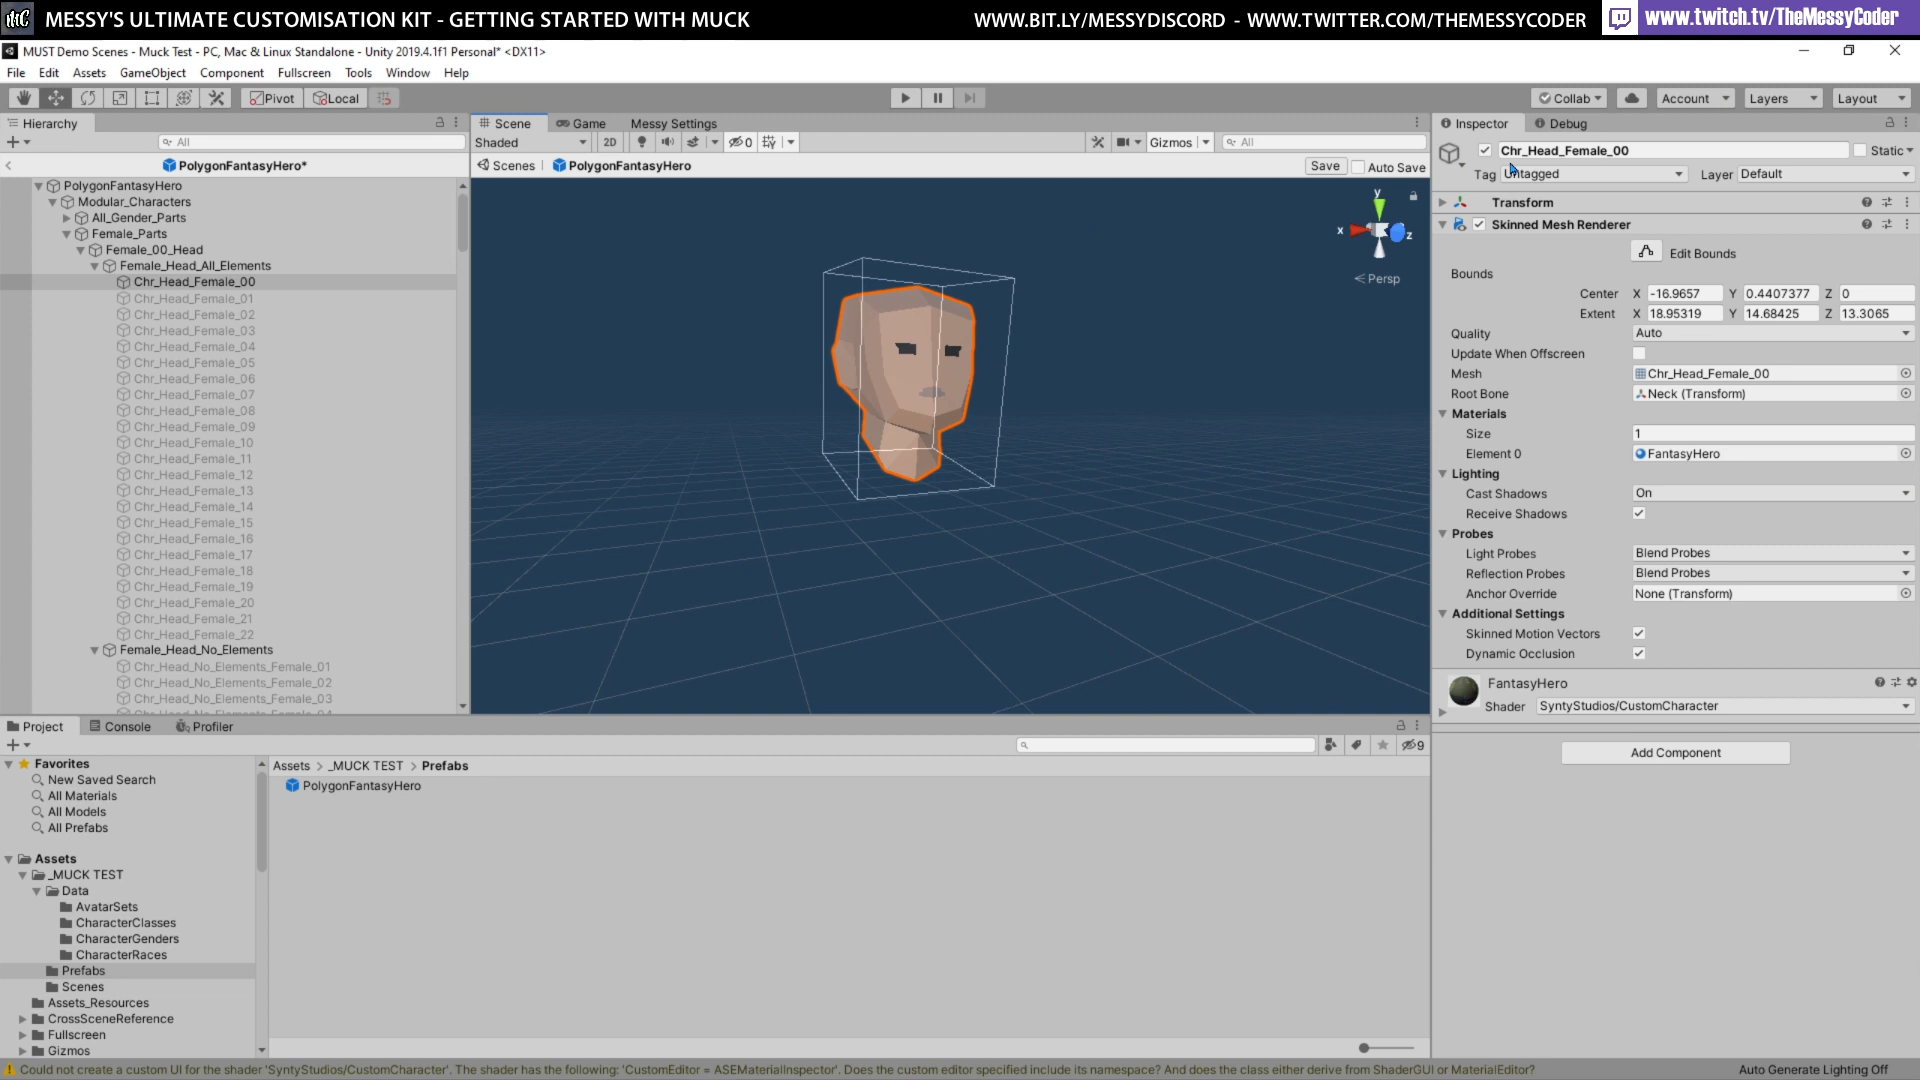 MC MESSY'S ULTIMATE CUSTOMISATION KIT - GETTING STARTED WITH MUCK WWW.BIT.LY/MESSYDISCORD - WWW.TWITTER.COM/THEMESSYCODER www.twitch.tv/TheMessyCoder
MUST Demo Scenes - Muck Test - PC, Mac & Linux Standalone - Unity 2019.4.1f1 Personal* <DX11>
File Edit Assets GameObject Component Fullscreen Tools Window Help
Pivot Local Collab Account Layers Layout
Hierarchy
All
PolygonFantasyHero*
PolygonFantasyHero
Modular_Characters
All_Gender_Parts
Female_Parts
Female_00_Head
Female_Head_All_Elements
Chr_Head_Female_00
Chr_Head_Female_01
Chr_Head_Female_02
Chr_Head_Female_03
Chr_Head_Female_04
Chr_Head_Female_05
Chr_Head_Female_06
Chr_Head_Female_07
Chr_Head_Female_08
Chr_Head_Female_09
Chr_Head_Female_10
Chr_Head_Female_11
Chr_Head_Female_12
Chr_Head_Female_13
Chr_Head_Female_14
Chr_Head_Female_15
Chr_Head_Female_16
Chr_Head_Female_17
Chr_Head_Female_18
Chr_Head_Female_19
Chr_Head_Female_20
Chr_Head_Female_21
Chr_Head_Female_22
Female_Head_No_Elements
Chr_Head_No_Elements_Female_01
Chr_Head_No_Elements_Female_02
Chr_Head_No_Elements_Female_03
Scene Game Messy Settings
Shaded 2D 0 Gizmos All
Scenes PolygonFantasyHero Save Auto Save
y
x z
Persp
Inspector Debug
Chr_Head_Female_00 Static
Tag Untagged Layer Default
Transform
Skinned Mesh Renderer
Edit Bounds
Bounds
Center X -16.9657 Y 0.4407377 Z 0
Extent X 18.95319 Y 14.68425 Z 13.3065
Quality Auto
Update When Offscreen
Mesh Chr_Head_Female_00
Root Bone Neck (Transform)
Materials
Size 1
Element 0 FantasyHero
Lighting
Cast Shadows On
Receive Shadows
Probes
Light Probes Blend Probes
Reflection Probes Blend Probes
Anchor Override None (Transform)
Additional Settings
Skinned Motion Vectors
Dynamic Occlusion
FantasyHero
Shader SyntyStudios/CustomCharacter
Add Component
Project Console Profiler
9
Favorites
New Saved Search
All Materials
All Models
All Prefabs
Assets
_MUCK TEST
Data
AvatarSets
CharacterClasses
CharacterGenders
CharacterRaces
Prefabs
Scenes
Assets_Resources
CrossSceneReference
Fullscreen
Gizmos
Assets > _MUCK TEST > Prefabs
PolygonFantasyHero
Could not create a custom UI for the shader 'SyntyStudios/CustomCharacter'. The shader has the following: 'CustomEditor = ASEMaterialInspector'. Does the custom editor specified include its namespace? And does the class either derive from ShaderGUI or MaterialEditor?
Auto Generate Lighting Off